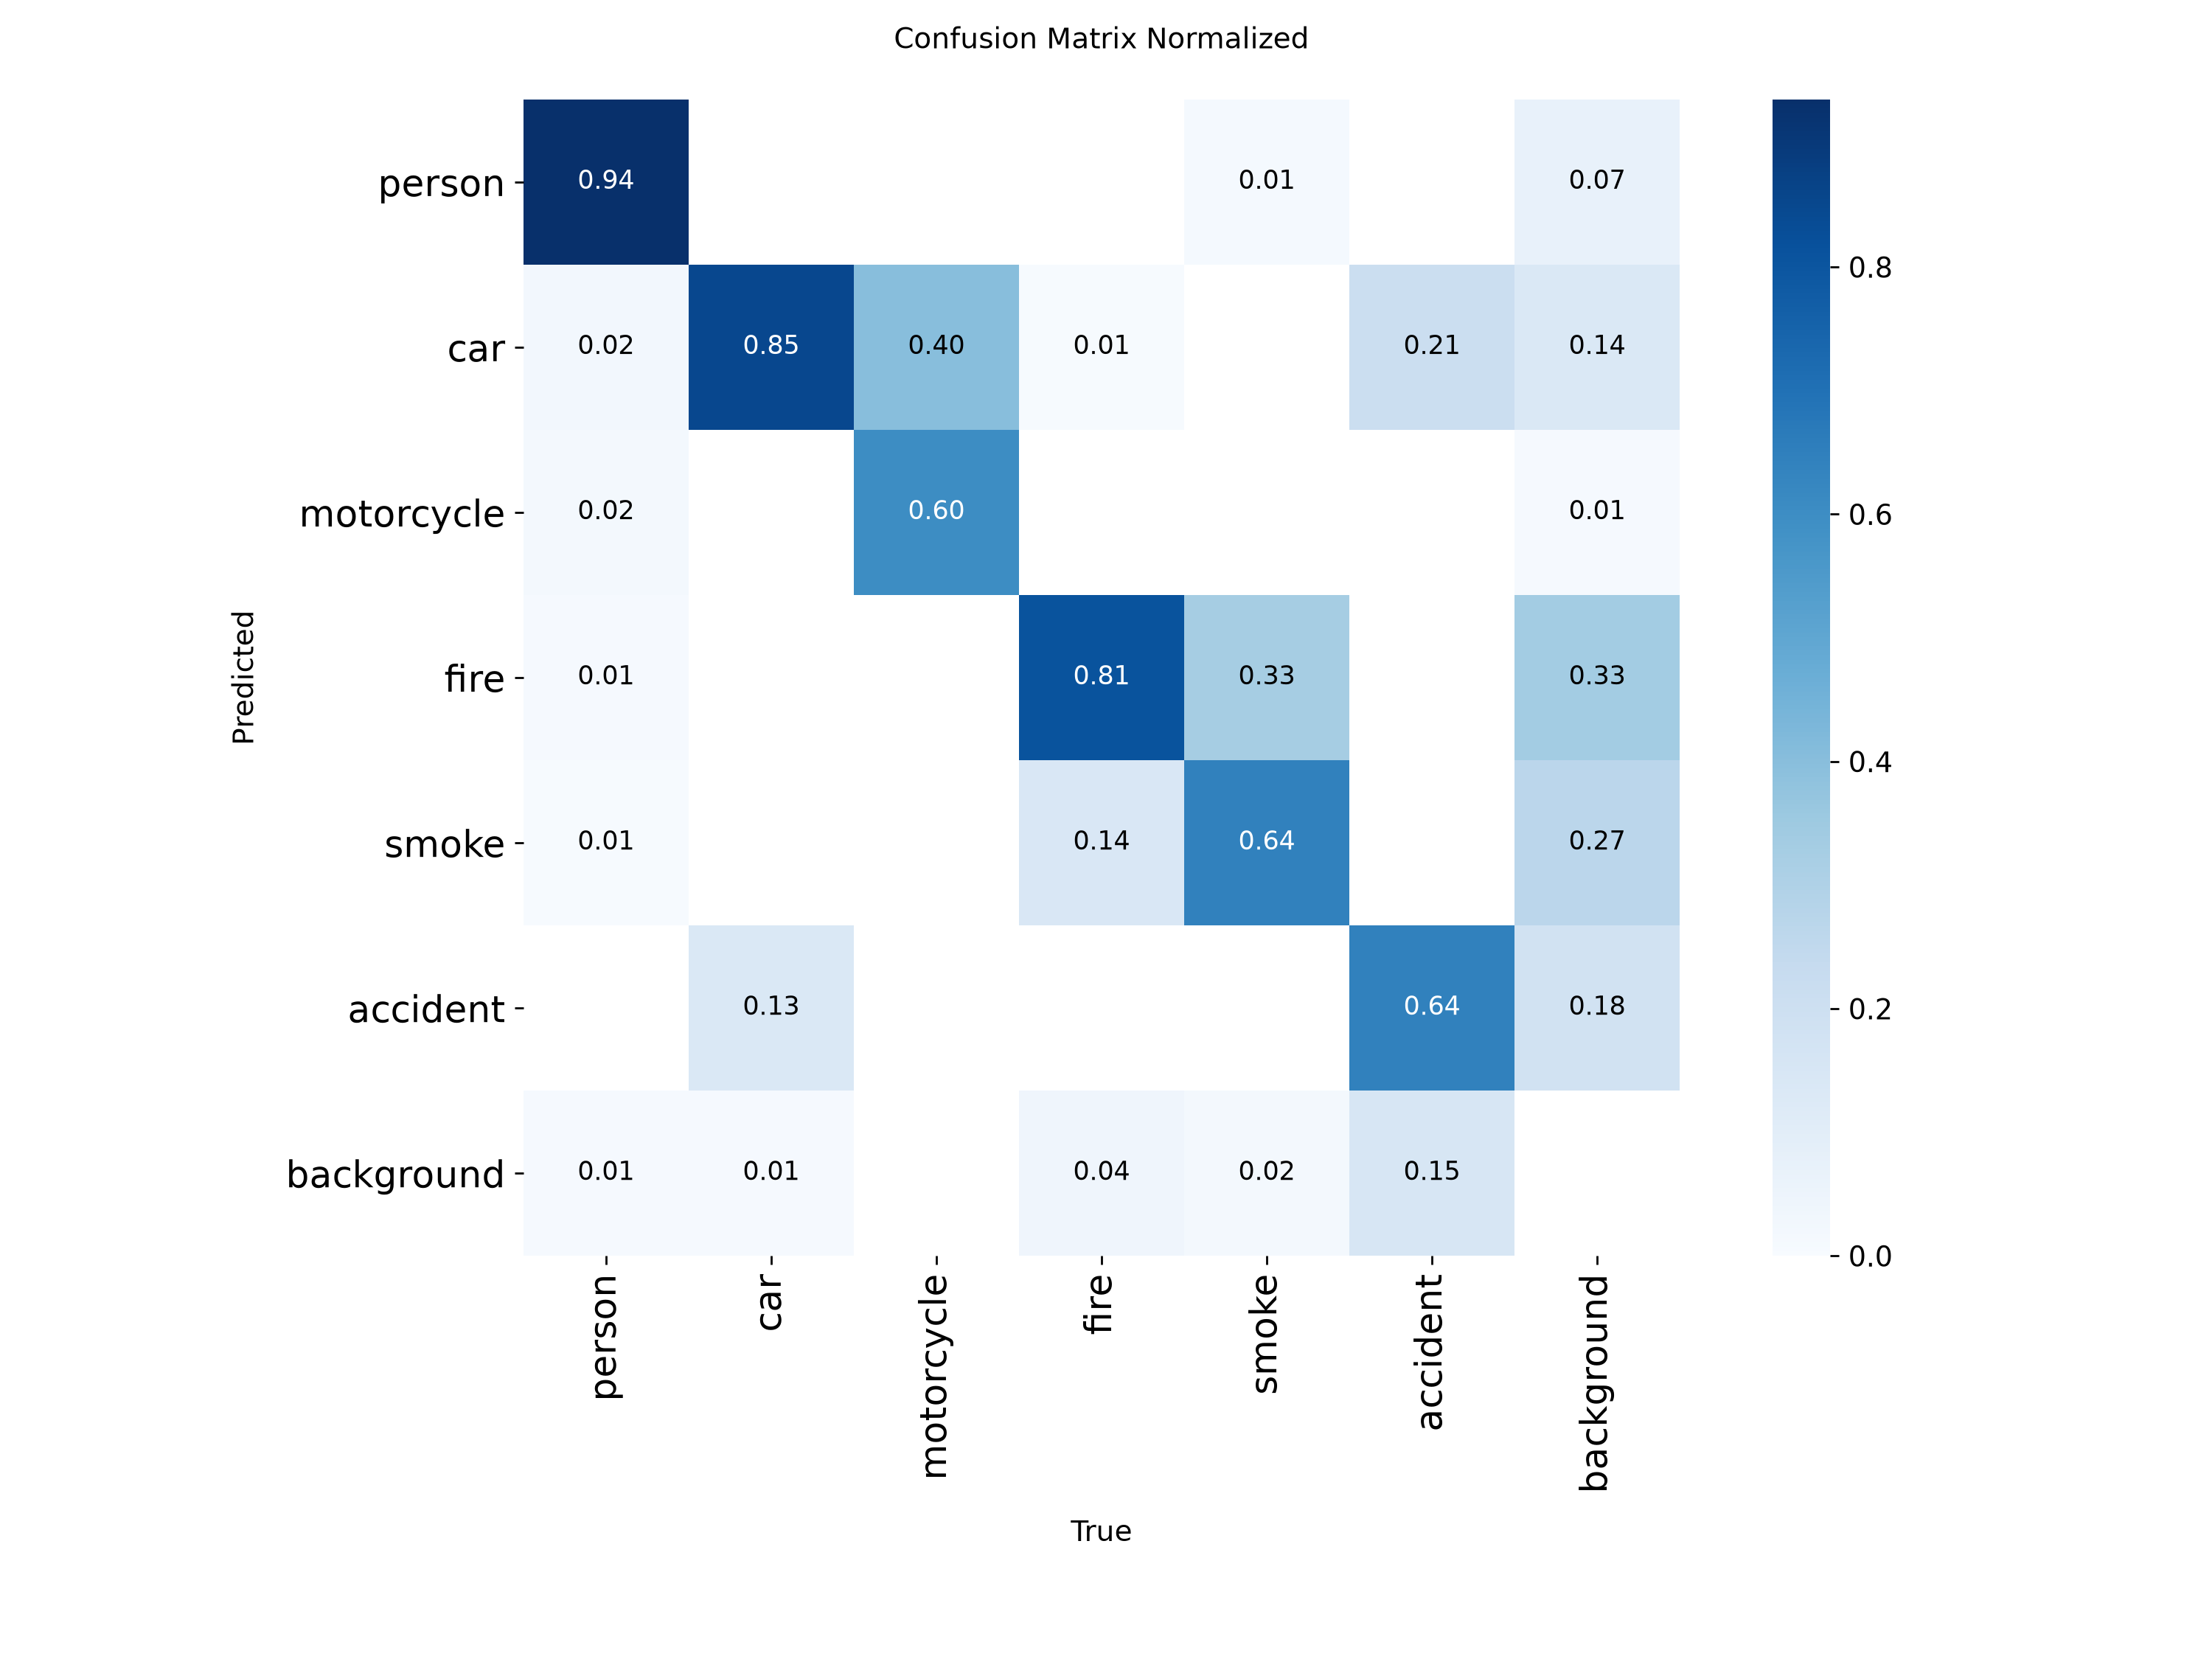 Confusion Matrix Normalized
person 0.94 0.01 0.07
car 0.02 0.85 0.40 0.01 0.21 0.14
motorcycle 0.02 0.60 0.01
fire 0.01 0.81 0.33 0.33
smoke 0.01 0.14 0.64 0.27
accident 0.13 0.64 0.18
background 0.01 0.01 0.04 0.02 0.15
Predicted
person car motorcycle fire smoke accident background
True
0.8
0.6
0.4
0.2
0.0